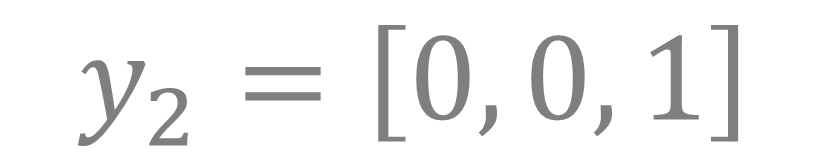 y₂ = [0, 0, 1]